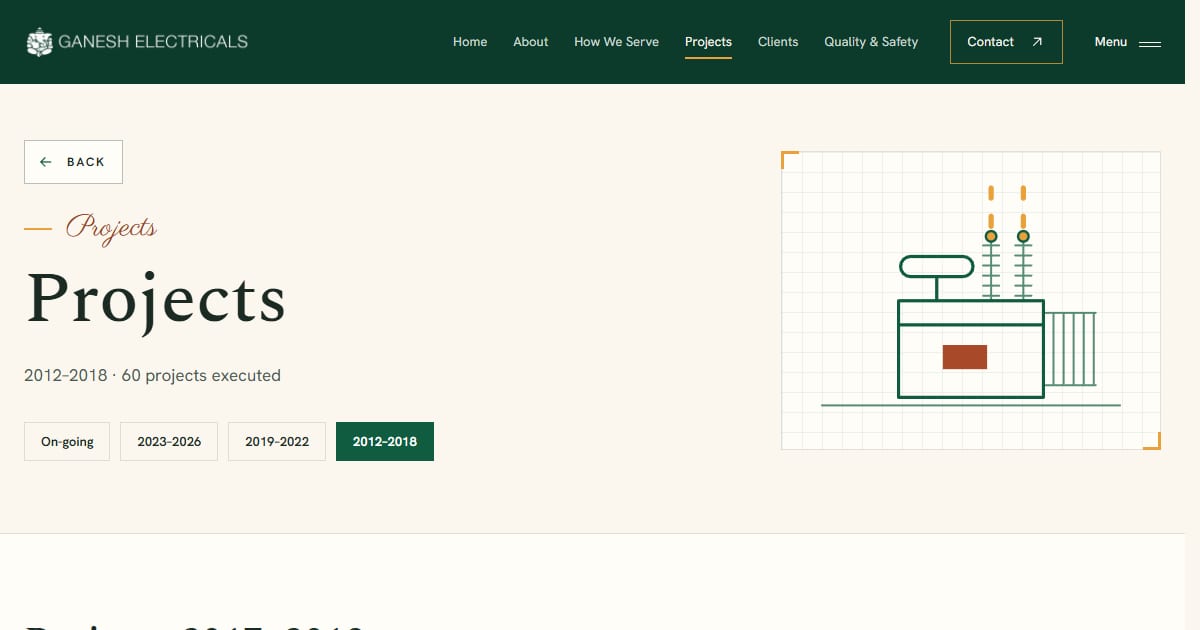 GANESH ELECTRICALS
Home About How We Serve Projects Clients Quality & Safety Contact Menu
BACK
Projects
Projects
2012–2018 · 60 projects executed
On-going 2023–2026 2019–2022 2012–2018